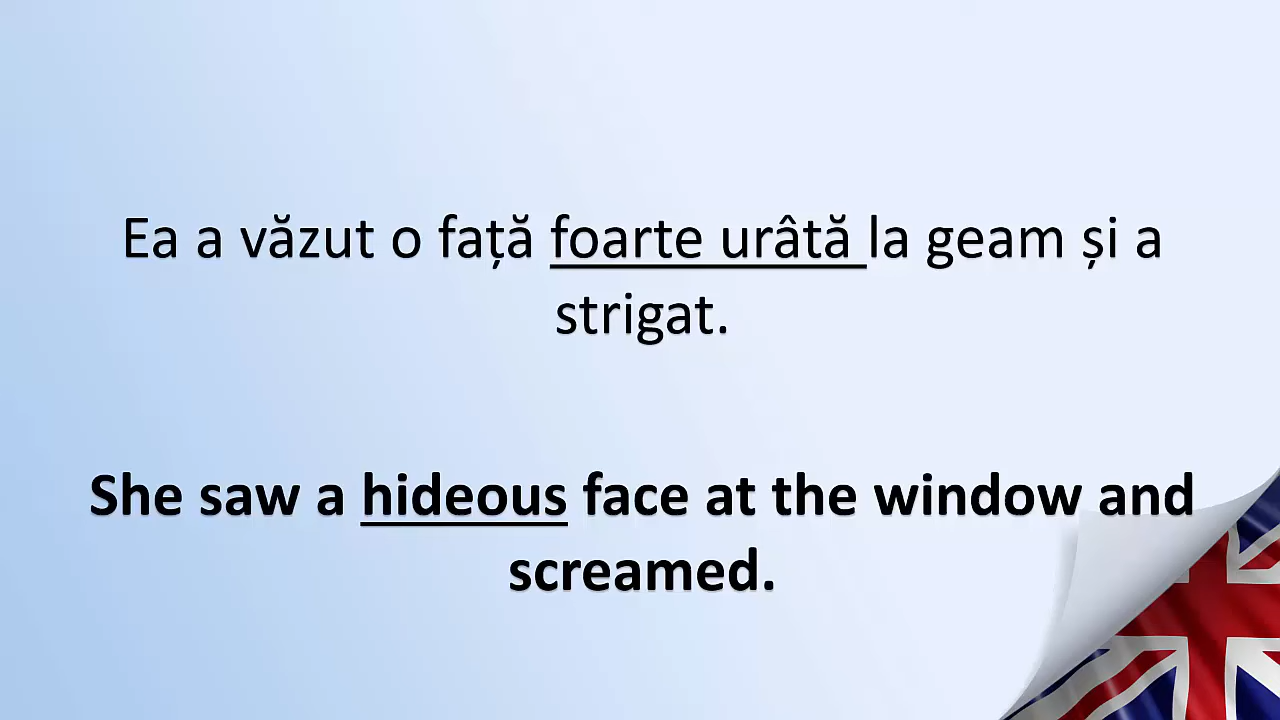 Ea a văzut o față foarte urâtă la geam și a
strigat.
She saw a hideous face at the window and
screamed.